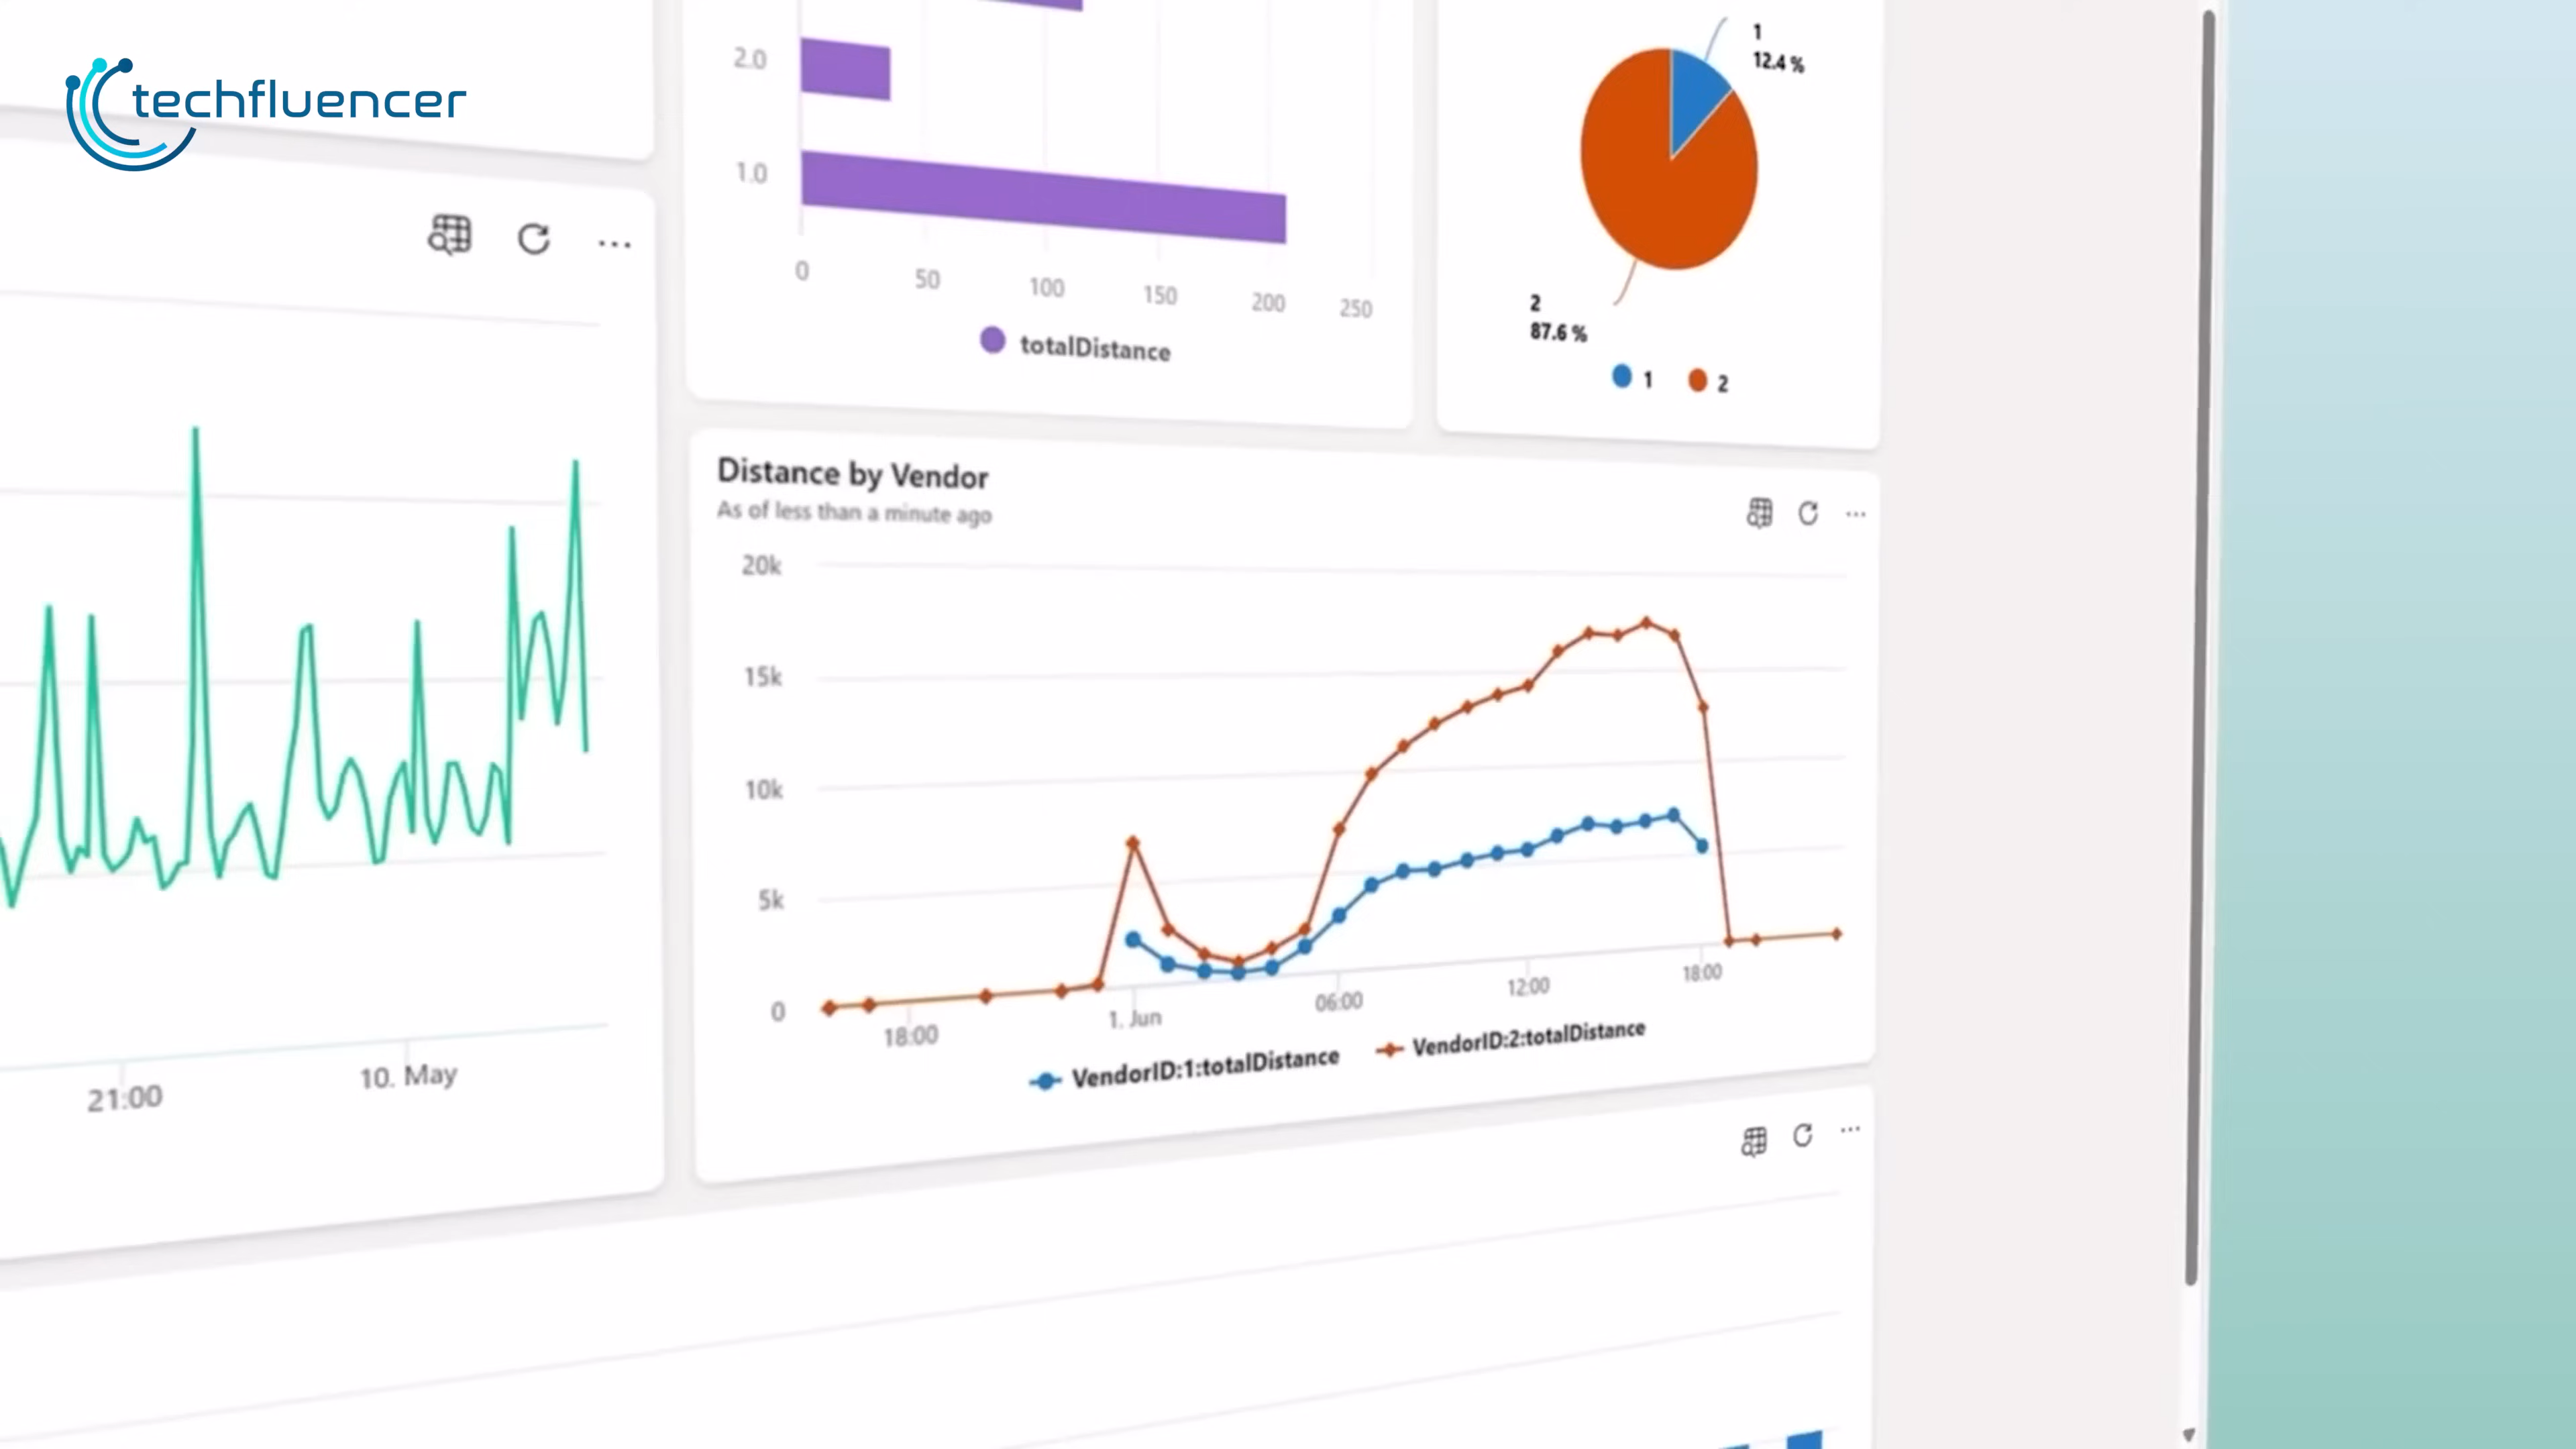 techfluencer
2.0
1.0
0 50 100 150 200 250
totalDistance
1
12.4 %
2
87.6 %
1 2
21:00 10. May
Distance by Vendor
As of less than a minute ago
20k
15k
10k
5k
0
18:00 1. Jun 06:00 12:00 18:00
VendorID:1:totalDistance VendorID:2:totalDistance